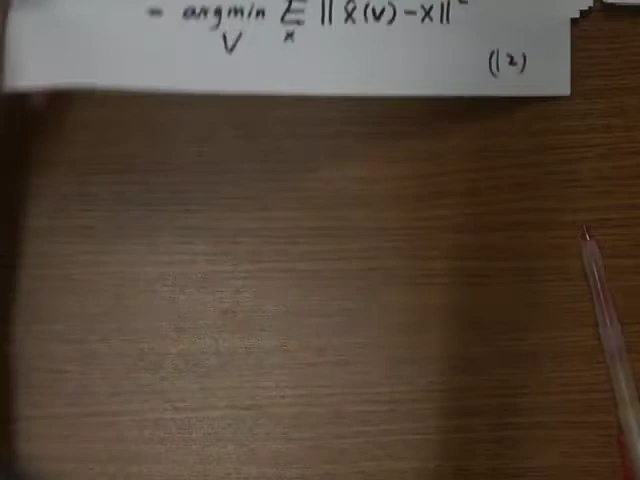 = argmin Σ || x̂(v) - x ||²
V x
(12)